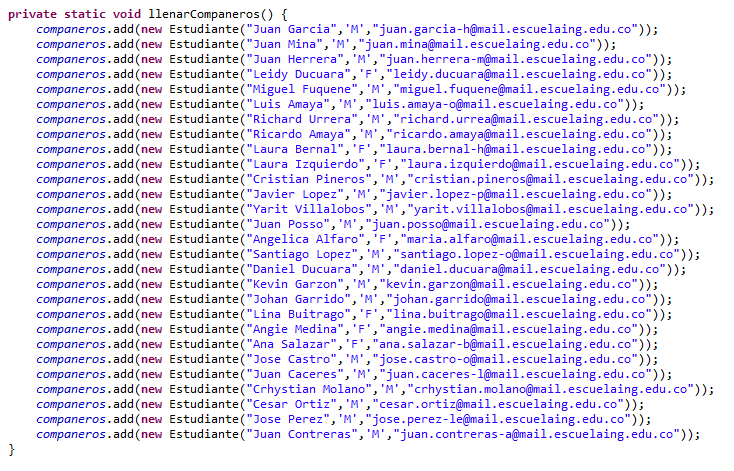 private static void llenarCompaneros() {
companeros.add(new Estudiante("Juan Garcia",'M',"juan.garcia-h@mail.escuelaing.edu.co"));
companeros.add(new Estudiante("Juan Mina",'M',"juan.mina@mail.escuelaing.edu.co"));
companeros.add(new Estudiante("Juan Herrera",'M',"juan.herrera-m@mail.escuelaing.edu.co"));
companeros.add(new Estudiante("Leidy Ducuara",'F',"leidy.ducuara@mail.escuelaing.edu.co"));
companeros.add(new Estudiante("Miguel Fuquene",'M',"miguel.fuquene@mail.escuelaing.edu.co"));
companeros.add(new Estudiante("Luis Amaya",'M',"luis.amaya-o@mail.escuelaing.edu.co"));
companeros.add(new Estudiante("Richard Urrera",'M',"richard.urrea@mail.escuelaing.edu.co"));
companeros.add(new Estudiante("Ricardo Amaya",'M',"ricardo.amaya@mail.escuelaing.edu.co"));
companeros.add(new Estudiante("Laura Bernal",'F',"laura.bernal-h@mail.escuelaing.edu.co"));
companeros.add(new Estudiante("Laura Izquierdo",'F',"laura.izquierdo@mail.escuelaing.edu.co"));
companeros.add(new Estudiante("Cristian Pineros",'M',"cristian.pineros@mail.escuelaing.edu.co"));
companeros.add(new Estudiante("Javier Lopez",'M',"javier.lopez-p@mail.escuelaing.edu.co"));
companeros.add(new Estudiante("Yarit Villalobos",'M',"yarit.villalobos@mail.escuelaing.edu.co"));
companeros.add(new Estudiante("Juan Posso",'M',"juan.posso@mail.escuelaing.edu.co"));
companeros.add(new Estudiante("Angelica Alfaro",'F',"maria.alfaro@mail.escuelaing.edu.co"));
companeros.add(new Estudiante("Santiago Lopez",'M',"santiago.lopez-o@mail.escuelaing.edu.co"));
companeros.add(new Estudiante("Daniel Ducuara",'M',"daniel.ducuara@mail.escuelaing.edu.co"));
companeros.add(new Estudiante("Kevin Garzon",'M',"kevin.garzon@mail.escuelaing.edu.co"));
companeros.add(new Estudiante("Johan Garrido",'M',"johan.garrido@mail.escuelaing.edu.co"));
companeros.add(new Estudiante("Lina Buitrago",'F',"lina.buitrago@mail.escuelaing.edu.co"));
companeros.add(new Estudiante("Angie Medina",'F',"angie.medina@mail.escuelaing.edu.co"));
companeros.add(new Estudiante("Ana Salazar",'F',"ana.salazar-b@mail.escuelaing.edu.co"));
companeros.add(new Estudiante("Jose Castro",'M',"jose.castro-o@mail.escuelaing.edu.co"));
companeros.add(new Estudiante("Juan Caceres",'M',"juan.caceres-l@mail.escuelaing.edu.co"));
companeros.add(new Estudiante("Crhystian Molano",'M',"crhystian.molano@mail.escuelaing.edu.co"));
companeros.add(new Estudiante("Cesar Ortiz",'M',"cesar.ortiz@mail.escuelaing.edu.co"));
companeros.add(new Estudiante("Jose Perez",'M',"jose.perez-le@mail.escuelaing.edu.co"));
companeros.add(new Estudiante("Juan Contreras",'M',"juan.contreras-a@mail.escuelaing.edu.co"));
}